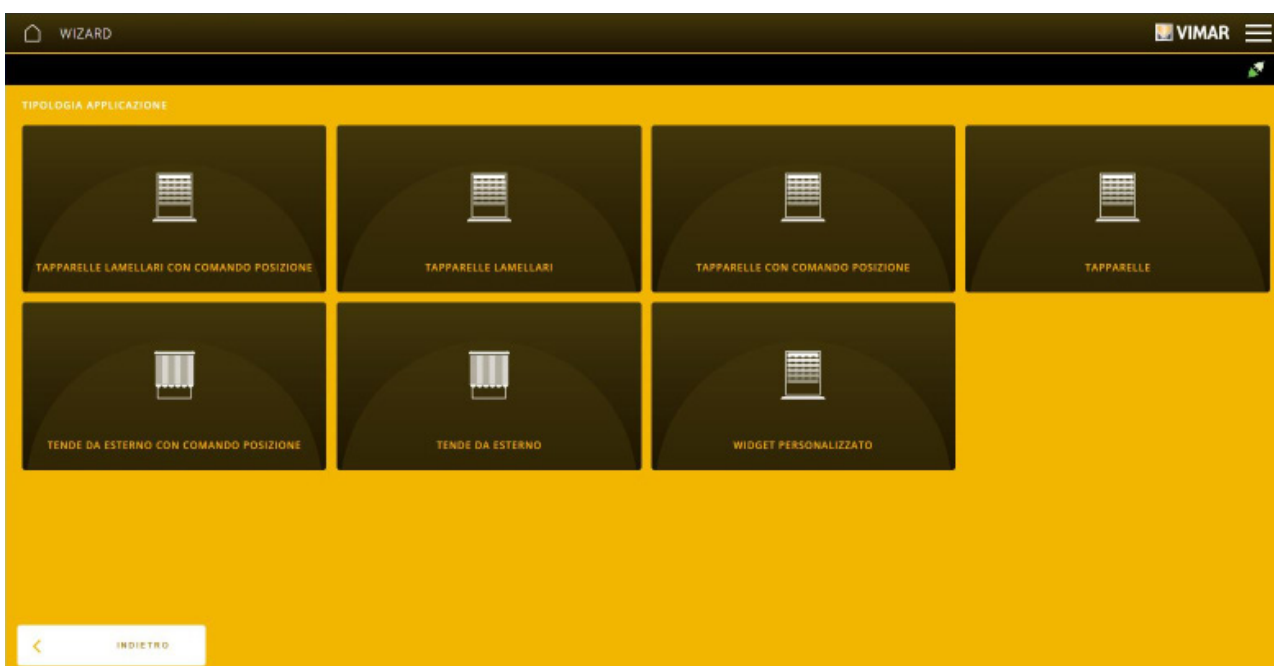 WIZARD
VIMAR
TIPOLOGIA APPLICAZIONE
TAPPARELLE LAMELLARI CON COMANDO POSIZIONE
TAPPARELLE LAMELLARI
TAPPARELLE CON COMANDO POSIZIONE
TAPPARELLE
TENDE DA ESTERNO CON COMANDO POSIZIONE
TENDE DA ESTERNO
WIDGET PERSONALIZZATO
INDIETRO